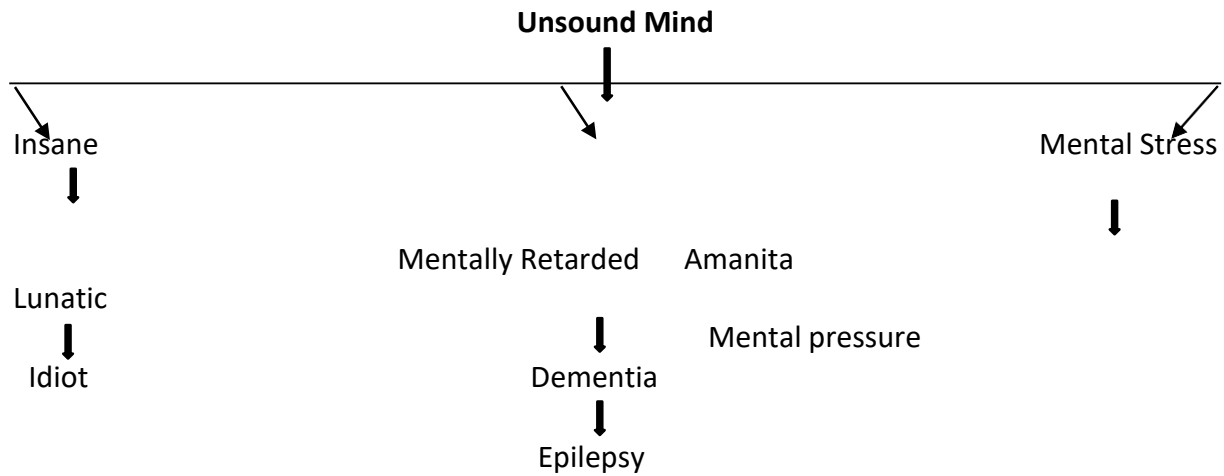 Unsound Mind
Insane
Mental Stress
Mentally Retarded Amanita
Lunatic
Mental pressure
Idiot
Dementia
Epilepsy